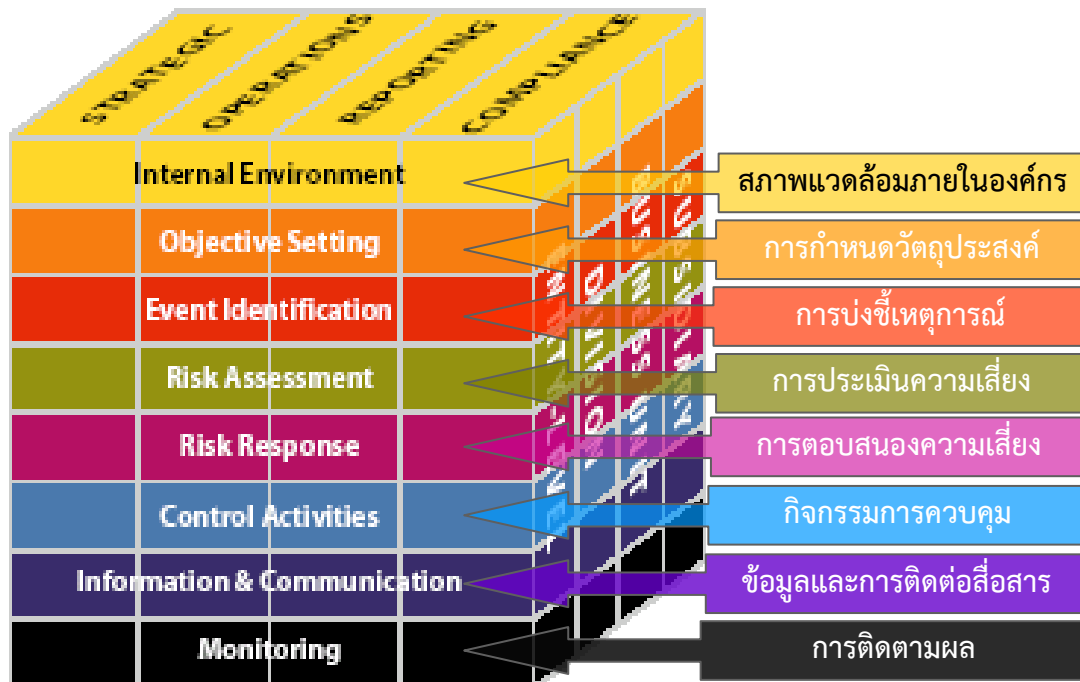 STRATEGIC
OPERATIONS
REPORTING
COMPLIANCE
Internal Environment
สภาพแวดล้อมภายในองค์กร
Objective Setting
การกำหนดวัตถุประสงค์
Event Identification
การบ่งชี้เหตุการณ์
Risk Assessment
การประเมินความเสี่ยง
Risk Response
การตอบสนองความเสี่ยง
Control Activities
กิจกรรมการควบคุม
Information & Communication
ข้อมูลและการติดต่อสื่อสาร
Monitoring
การติดตามผล